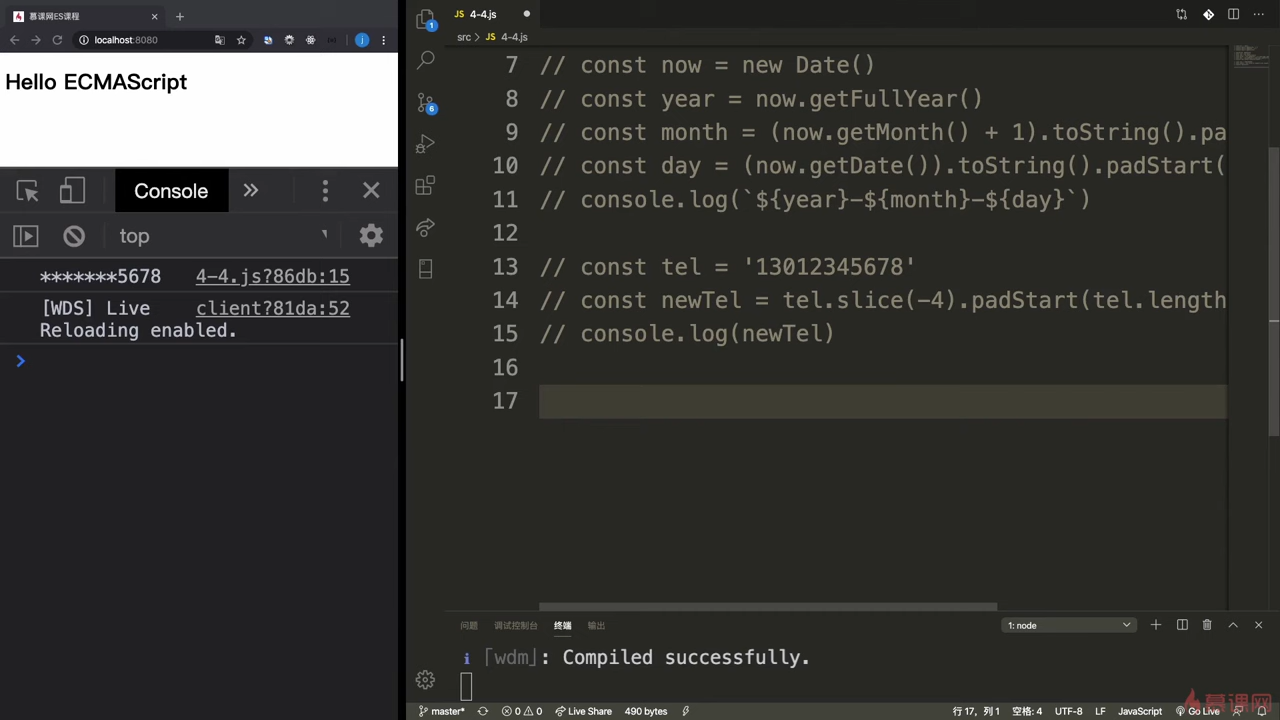 慕课网ES课程
localhost:8080
Hello ECMAScript
Console
top
*******5678 4-4.js?86db:15
[WDS] Live Reloading enabled. client?81da:52
JS 4-4.js
src > JS 4-4.js
7 // const now = new Date()
8 // const year = now.getFullYear()
9 // const month = (now.getMonth() + 1).toString().pa
10 // const day = (now.getDate()).toString().padStart(
11 // console.log(`${year}-${month}-${day}`)
12
13 // const tel = '13012345678'
14 // const newTel = tel.slice(-4).padStart(tel.length
15 // console.log(newTel)
16
17
1
6
问题 调试控制台 终端 输出 1: node
i ⌈wdm⌋: Compiled successfully.
master* 0 0 Live Share 490 bytes 行 17, 列 1 空格: 4 UTF-8 LF JavaScript Go Live
慕课网